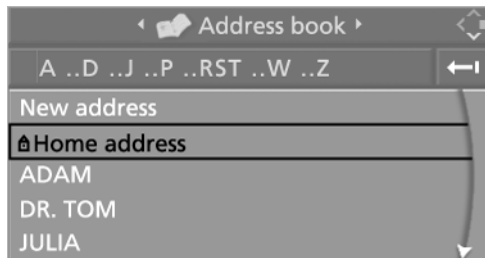 Address book
A ..D ..J ..P ..RST ..W ..Z
New address
Home address
ADAM
DR. TOM
JULIA